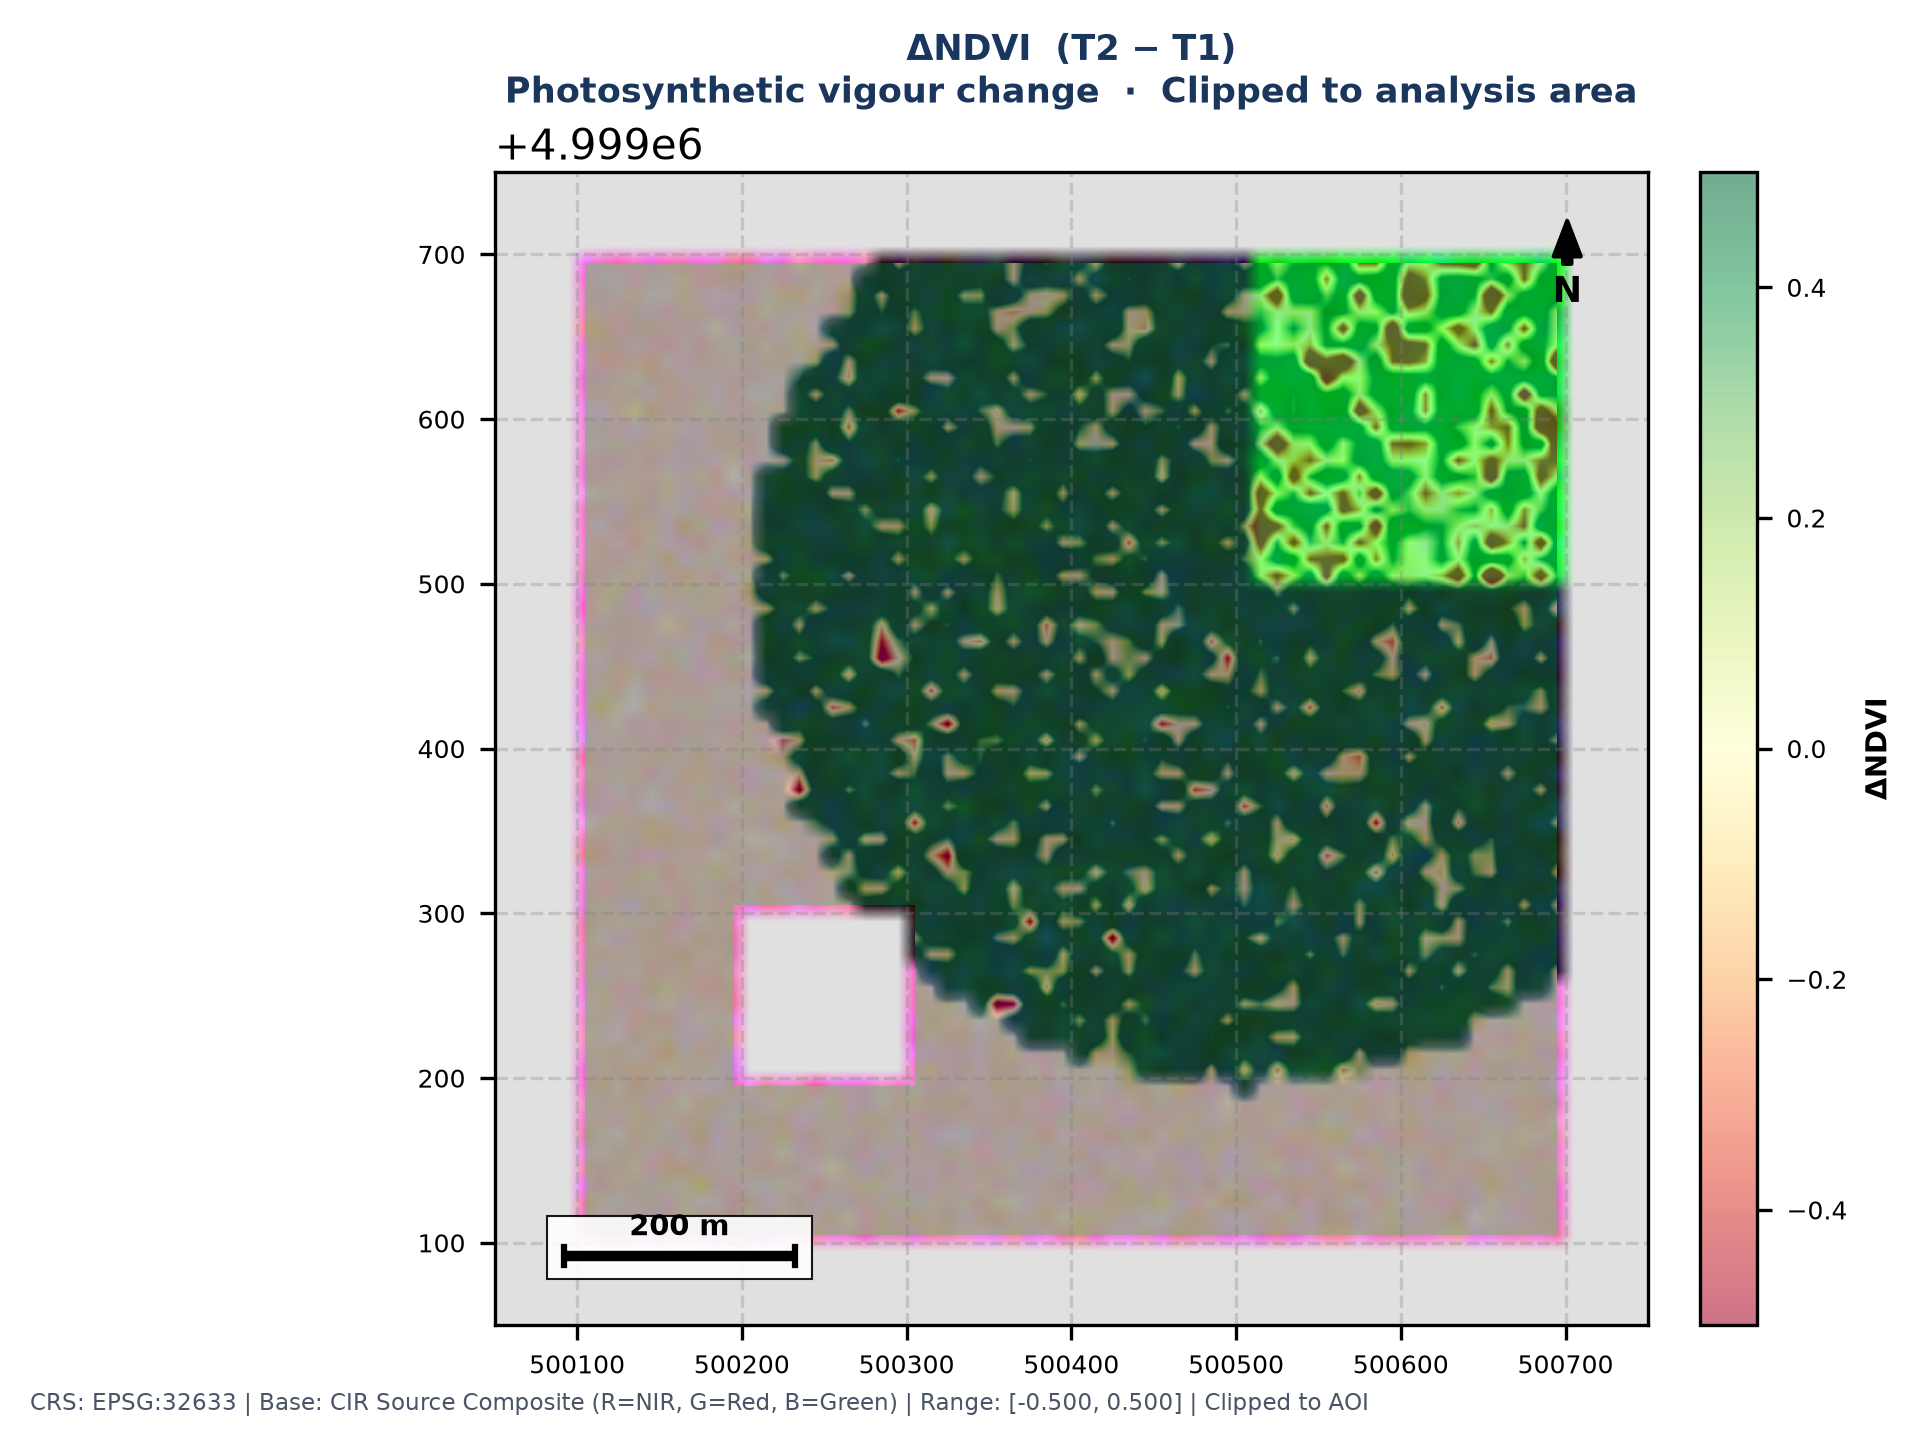 ΔNDVI (T2 − T1)
Photosynthetic vigour change · Clipped to analysis area
+4.999e6
700
600
500
400
300
200
100
N
200 m
500100 500200 500300 500400 500500 500600 500700
0.4
0.2
0.0
−0.2
−0.4
ΔNDVI
CRS: EPSG:32633 | Base: CIR Source Composite (R=NIR, G=Red, B=Green) | Range: [-0.500, 0.500] | Clipped to AOI